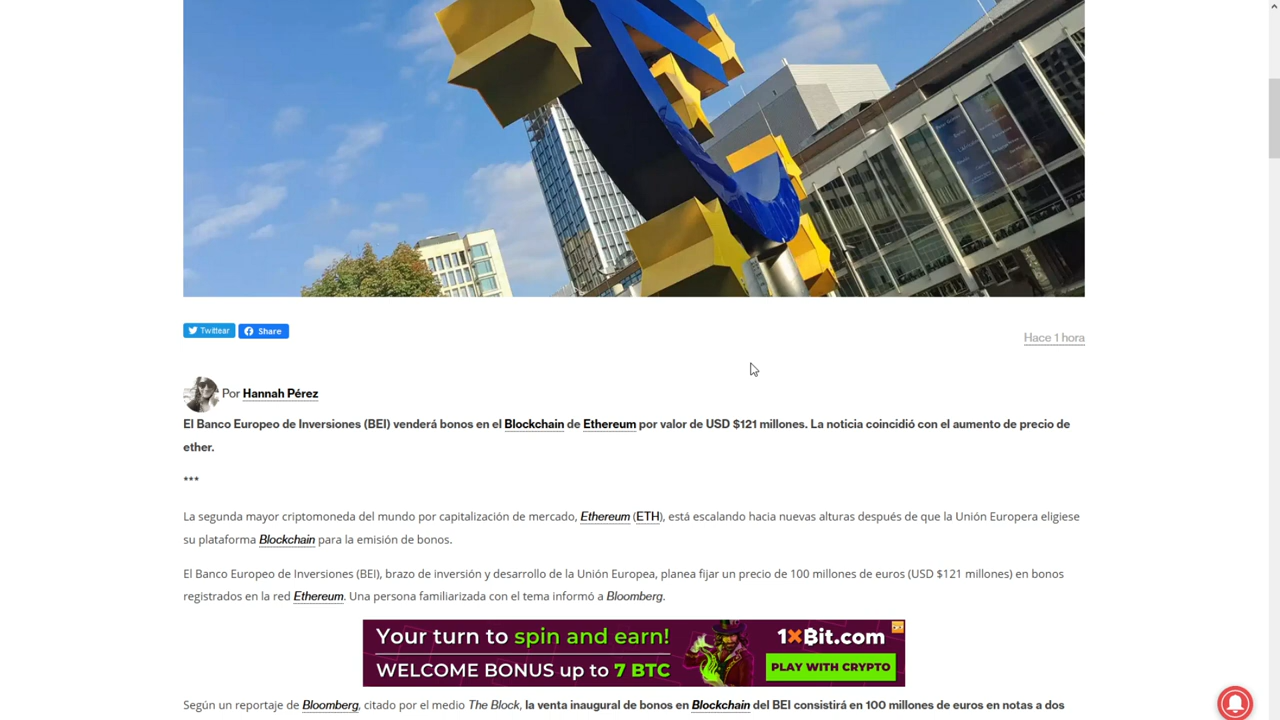 Twittear
Share
Hace 1 hora
Por Hannah Pérez
El Banco Europeo de Inversiones (BEI) venderá bonos en el Blockchain de Ethereum por valor de USD $121 millones. La noticia coincidió con el aumento de precio de
ether.
***
La segunda mayor criptomoneda del mundo por capitalización de mercado, Ethereum (ETH), está escalando hacia nuevas alturas después de que la Unión Europera eligiese
su plataforma Blockchain para la emisión de bonos.
El Banco Europeo de Inversiones (BEI), brazo de inversión y desarrollo de la Unión Europea, planea fijar un precio de 100 millones de euros (USD $121 millones) en bonos
registrados en la red Ethereum. Una persona familiarizada con el tema informó a Bloomberg.
Your turn to spin and earn!
WELCOME BONUS up to 7 BTC
1xBit.com
PLAY WITH CRYPTO
Según un reportaje de Bloomberg, citado por el medio The Block, la venta inaugural de bonos en Blockchain del BEI consistirá en 100 millones de euros en notas a dos